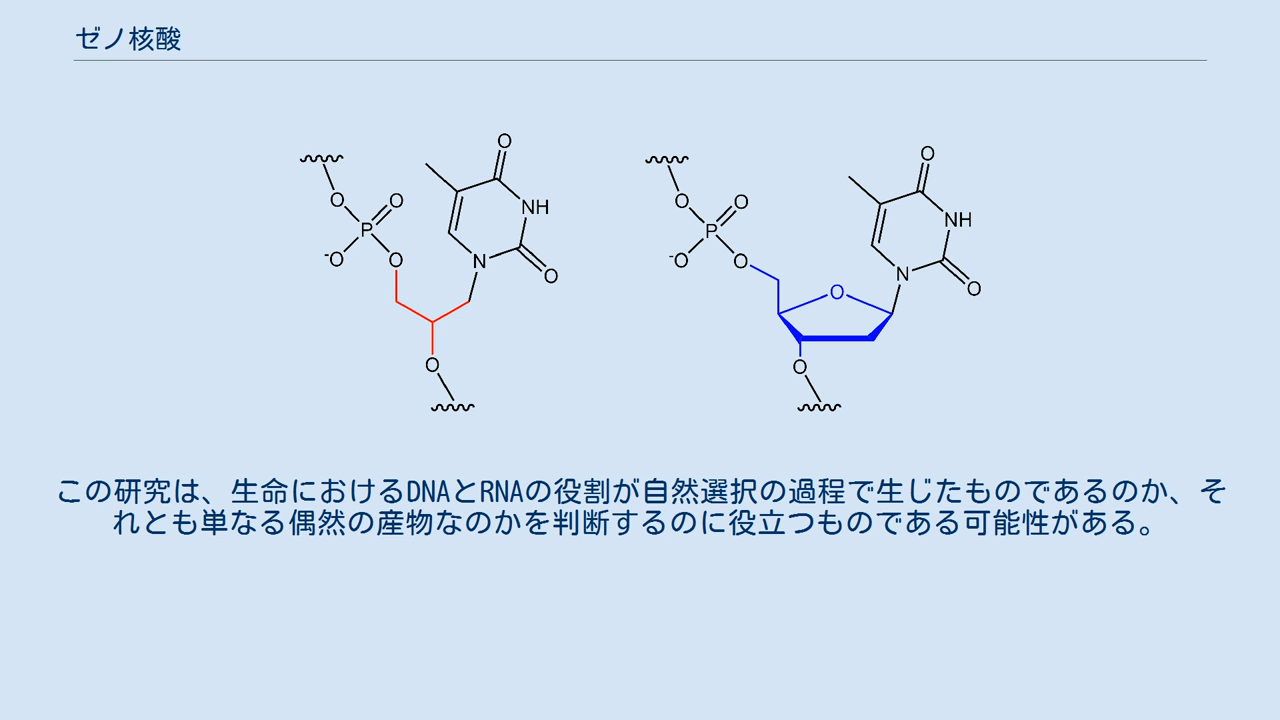 ゼノ核酸
O O
O O O O
NH NH
P P
-O O N O -O O N O
O
O O
この研究は、生命におけるDNAとRNAの役割が自然選択の過程で生じたものであるのか、そ
れとも単なる偶然の産物なのかを判断するのに役立つものである可能性がある。